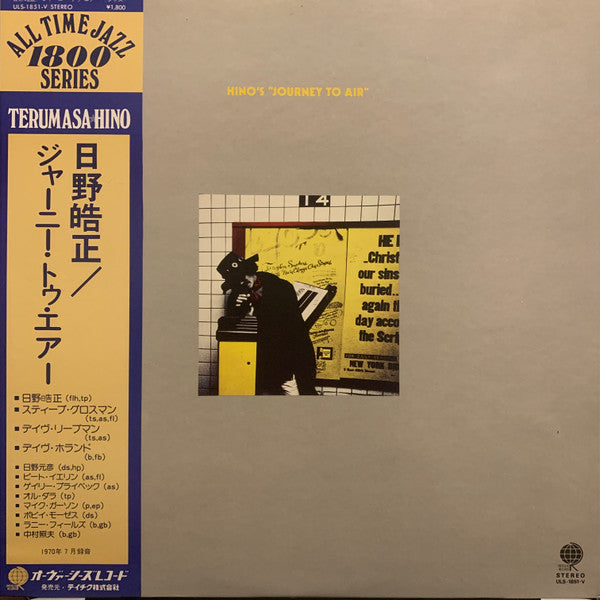 ULS-1851-V STEREO ¥1,800
ALL TIME JAZZ
1800
SERIES
TERUMASA HINO
日野皓正/
ジャーニー・トゥ・エアー
■日野皓正(flh,tp)
■スティーブ・グロスマン
(ts,as,fl)
■デイヴ・リーブマン
(ts,as)
■デイヴ・ホランド
(b,fb)
■日野元彦(ds,hp)
■ピート・イエリン(as,fl)
■ゲイリー・ブライベック(as)
■オル・ダラ(tp)
■マイク・ガーソン(p,ep)
■ボビイ・モーゼス(ds)
■ラニー・フィールズ(b,gb)
■中村照夫(b,gb)
1970年7月録音
オーヴァーシーズレコード
発売元・テイチク株式会社
HINO'S "JOURNEY TO AIR"
14
HE
..Christ
our sins
buried..
again
day acco
the Scri
NEW YORK
STEREO
ULS-1851-V